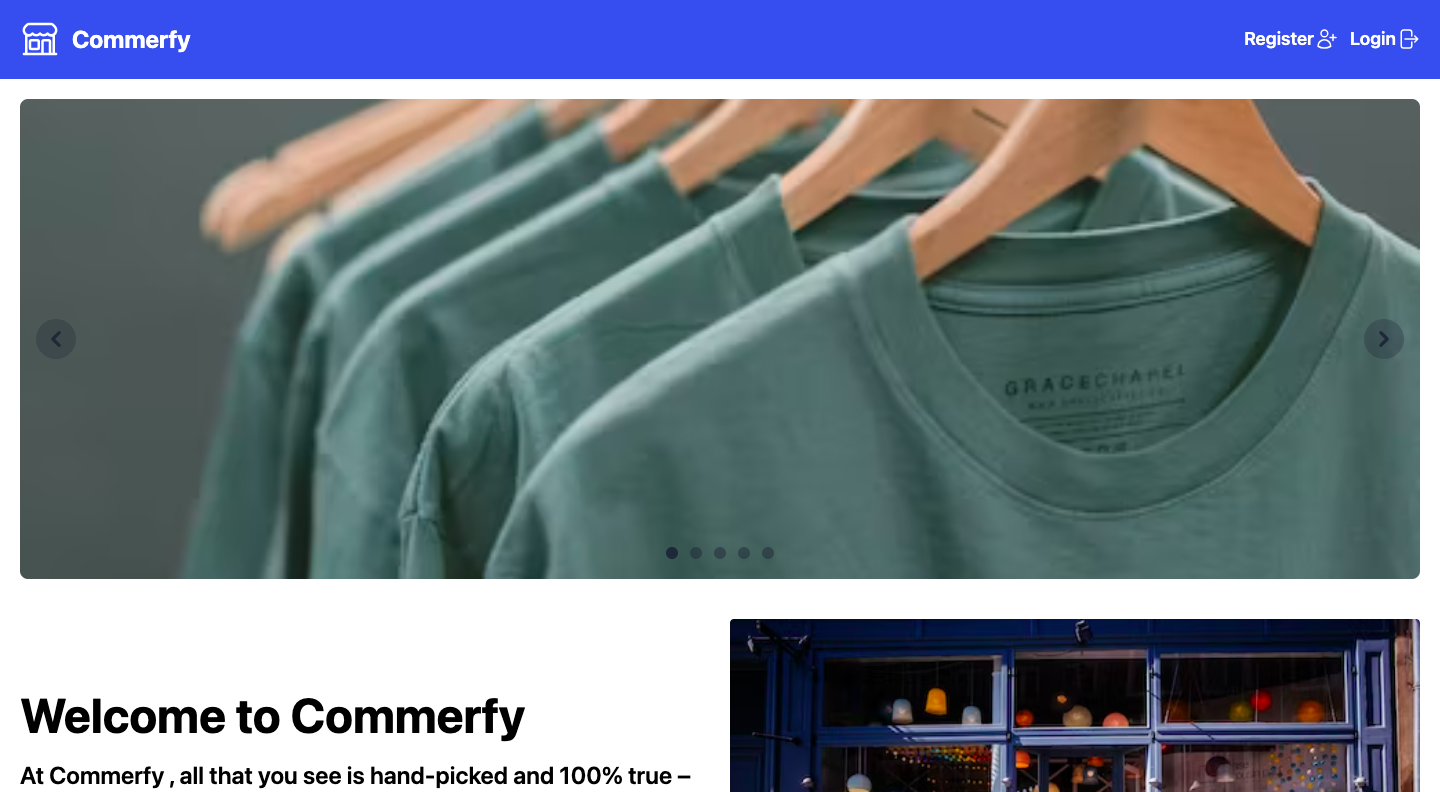 Commerfy
Register
Login
GRACECHAPEL
Welcome to Commerfy
At Commerfy , all that you see is hand-picked and 100% true –